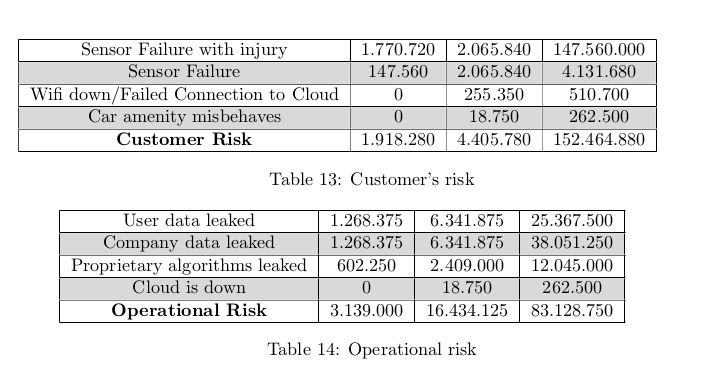 Sensor Failure with injury 1.770.720 2.065.840 147.560.000
Sensor Failure 147.560 2.065.840 4.131.680
Wifi down/Failed Connection to Cloud 0 255.350 510.700
Car amenity misbehaves 0 18.750 262.500
Customer Risk 1.918.280 4.405.780 152.464.880
Table 13: Customer's risk
User data leaked 1.268.375 6.341.875 25.367.500
Company data leaked 1.268.375 6.341.875 38.051.250
Proprietary algorithms leaked 602.250 2.409.000 12.045.000
Cloud is down 0 18.750 262.500
Operational Risk 3.139.000 16.434.125 83.128.750
Table 14: Operational risk